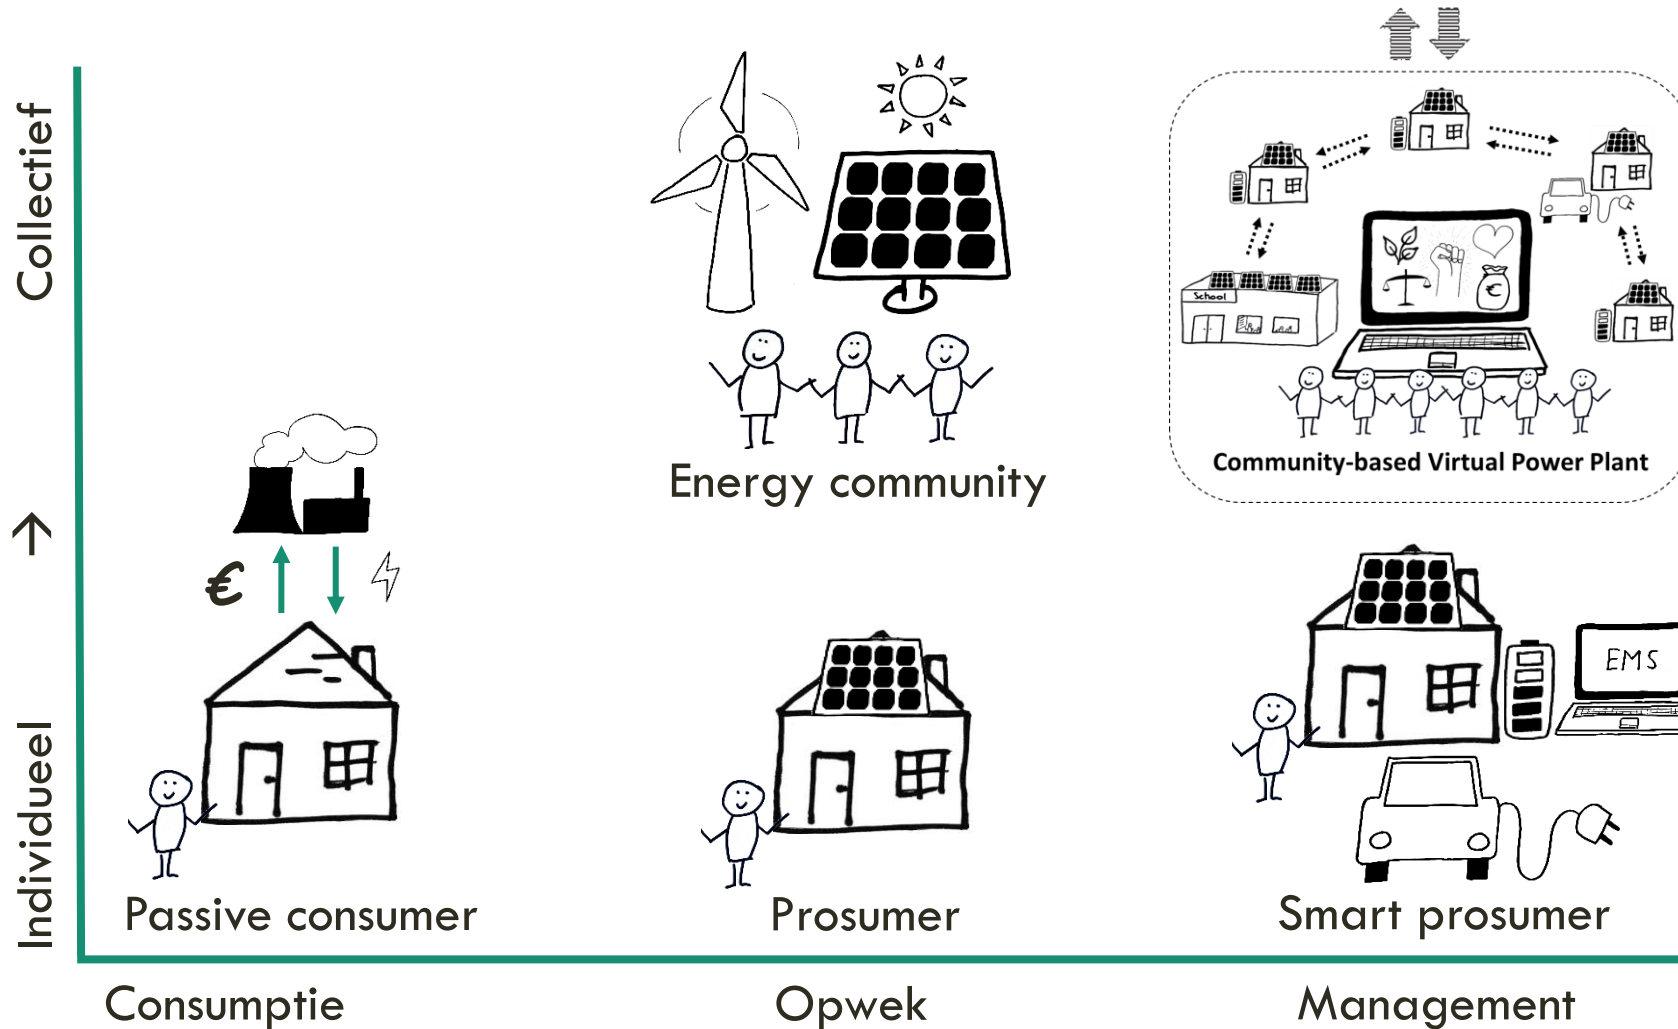 Collectief
→
Individueel
€
Passive consumer
Energy community
Prosumer
School
€
Community-based Virtual Power Plant
EMS
Smart prosumer
Consumptie
Opwek
Management